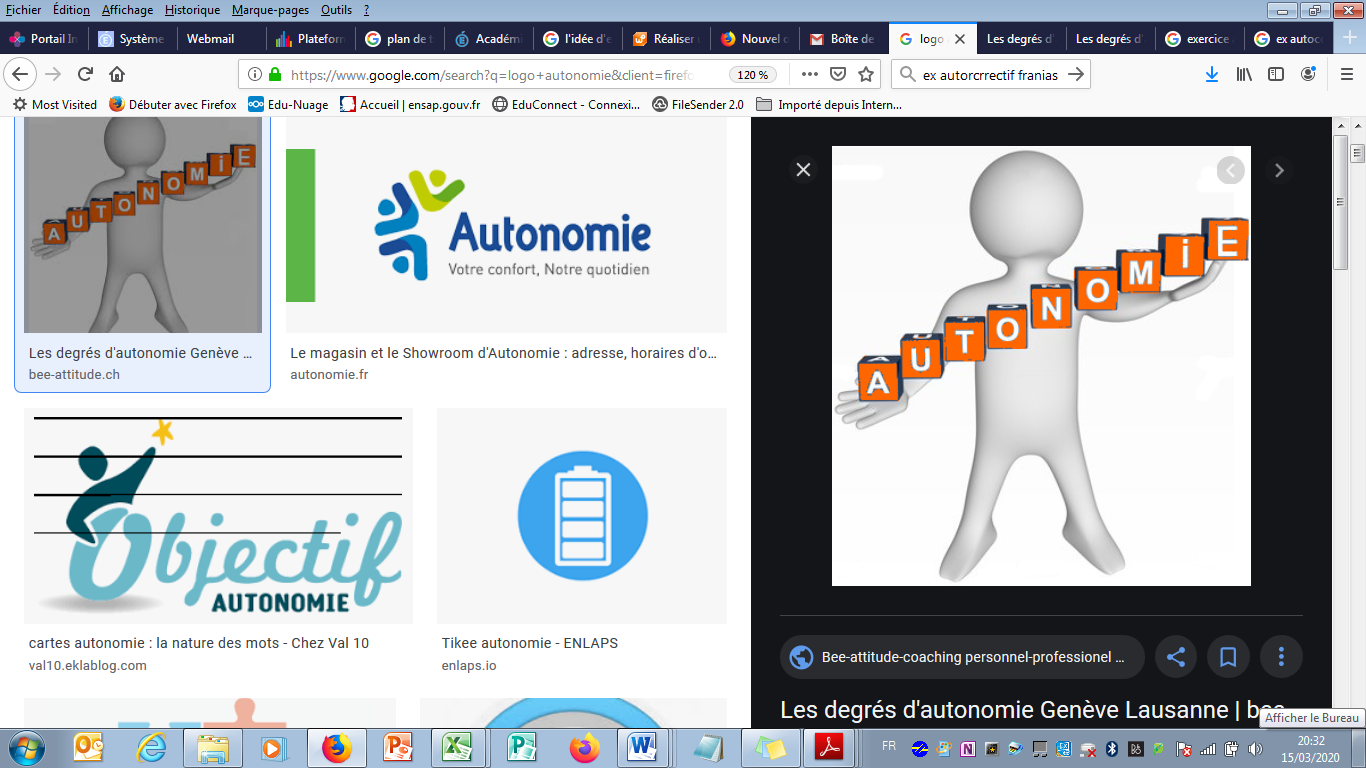 Fichier Édition Affichage Historique Marque-pages Outils ?
Portail In Système Webmail Plateform plan de t Académi l'idée d'e Réaliser Nouvel o Boîte de logo Les degrés d' Les degrés d' exercice ex autoc
https://www.google.com/search?q=logo+autonomie&client=firefo 120 % ex autorcrrectif franias
Most Visited Débuter avec Firefox Edu-Nuage Accueil | ensap.gouv.fr EduConnect - Connexi... FileSender 2.0 Importé depuis Intern...
AUTONOMIE
Autonomie
Votre confort, Notre quotidien
Les degrés d'autonomie Genève ...
bee-attitude.ch
Le magasin et le Showroom d'Autonomie : adresse, horaires d'o...
autonomie.fr
Objectif
AUTONOMIE
cartes autonomie : la nature des mots - Chez Val 10
val10.eklablog.com
Tikee autonomie - ENLAPS
enlaps.io
AUTONOMiE
Bee-attitude-coaching personnel-professionel ...
Les degrés d'autonomie Genève Lausanne | bee
Afficher le Bureau
FR
20:32
15/03/2020